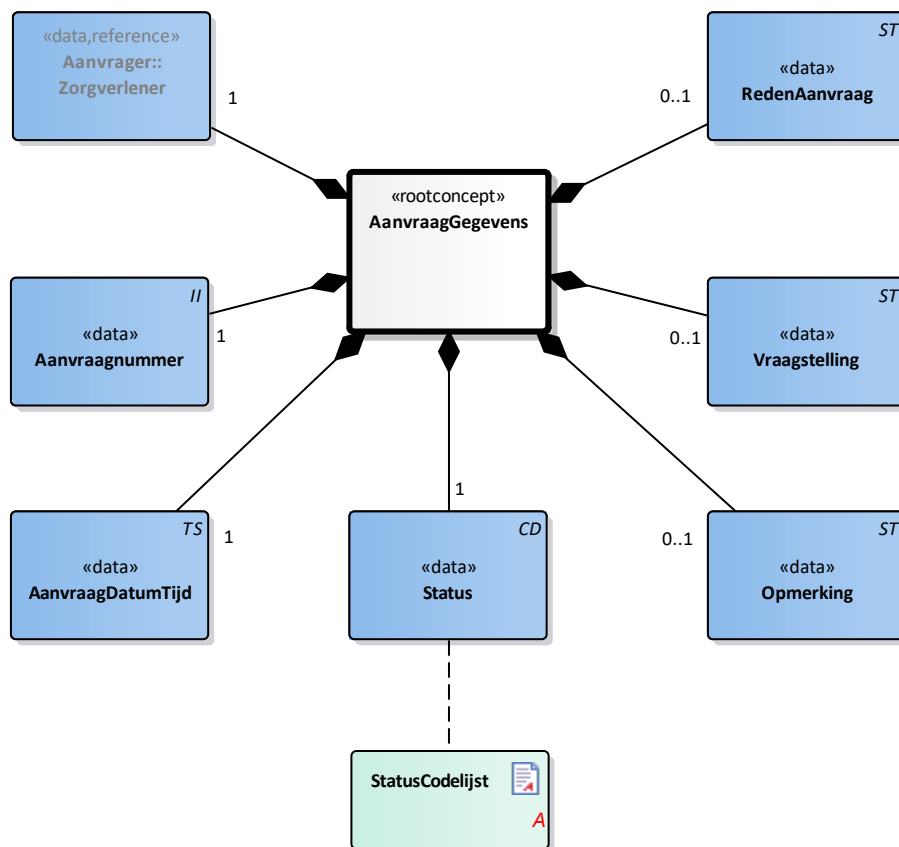 «data,reference»
Aanvrager::
Zorgverlener
1
ST
«data»
RedenAanvraag
0..1
«rootconcept»
AanvraagGegevens
II
«data»
Aanvraagnummer
1
ST
«data»
Vraagstelling
0..1
TS
«data»
AanvraagDatumTijd
1
1
CD
«data»
Status
0..1
ST
«data»
Opmerking
StatusCodelijst
A